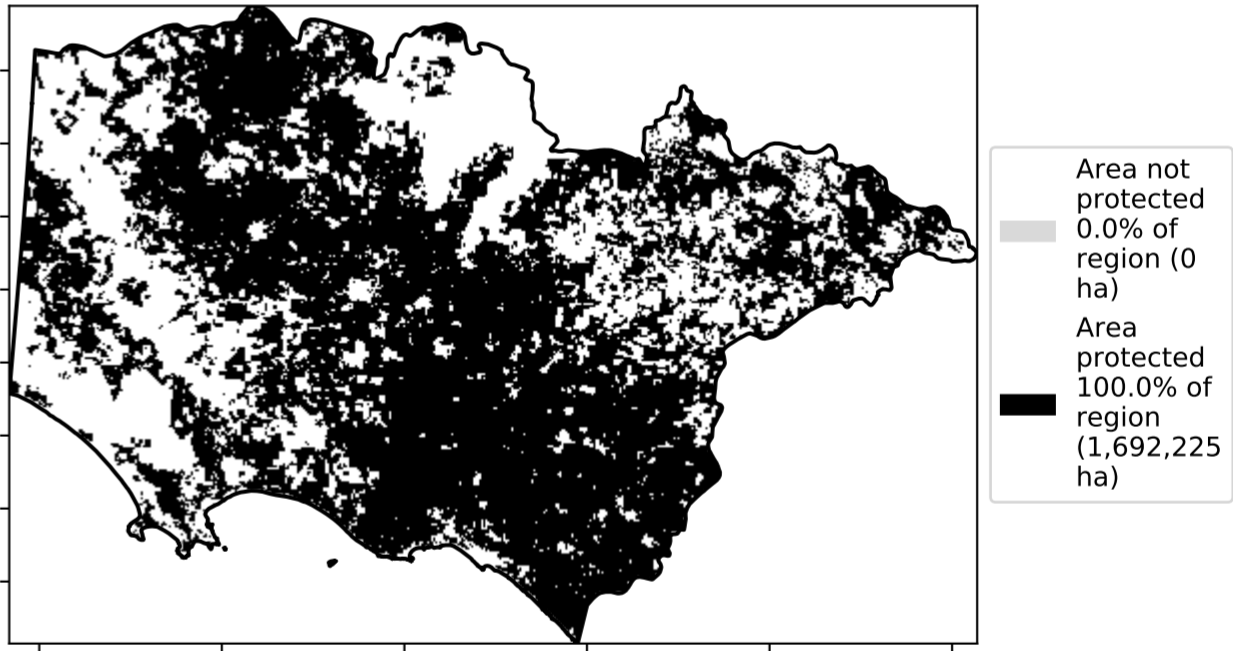 Area not
protected
0.0% of
region (0
ha)
Area
protected
100.0% of
region
(1,692,225
ha)